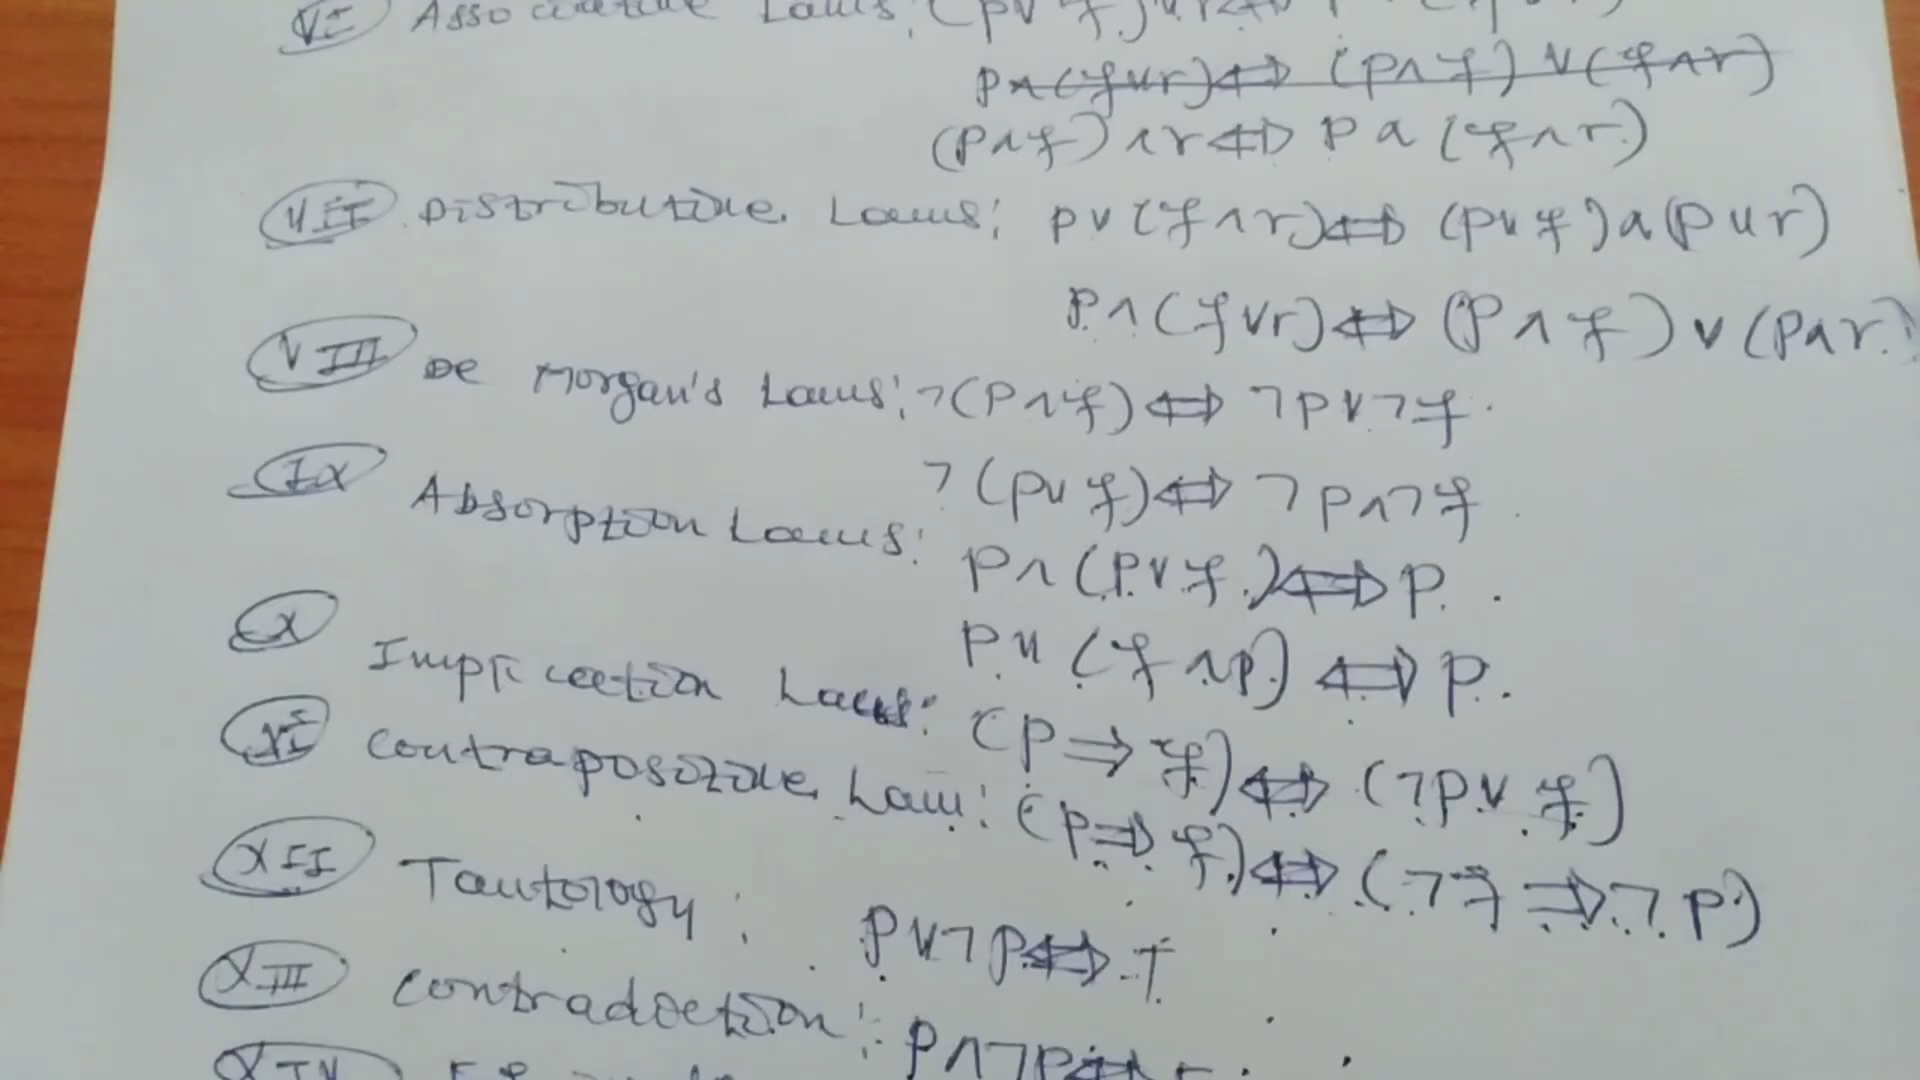 VI Associative Laws: (p∨q)∨r⇔
p∧(q∨r)⇔(p∧q)∨(q∧r)
(p∧q)∧r⇔p∧(q∧r)
VII Distributive Laws: p∨(q∧r)⇔(p∨q)∧(p∨r)
p∧(q∨r)⇔(p∧q)∨(p∧r)
VIII De Morgan's Laws: ¬(p∧q)⇔¬p∨¬q.
¬(p∨q)⇔¬p∧¬q
IX Absorption Laws: p∧(p∨q)⇔p.
p∨(q∧p)⇔p.
X Implication Laws: (p⇒q)⇔(¬p∨q)
XI Contrapositive Law: (p⇒q)⇔(¬q⇒¬p)
XII Tautology: p∨¬p⇔T
XIII Contradiction: p∧¬p⇔
XIV